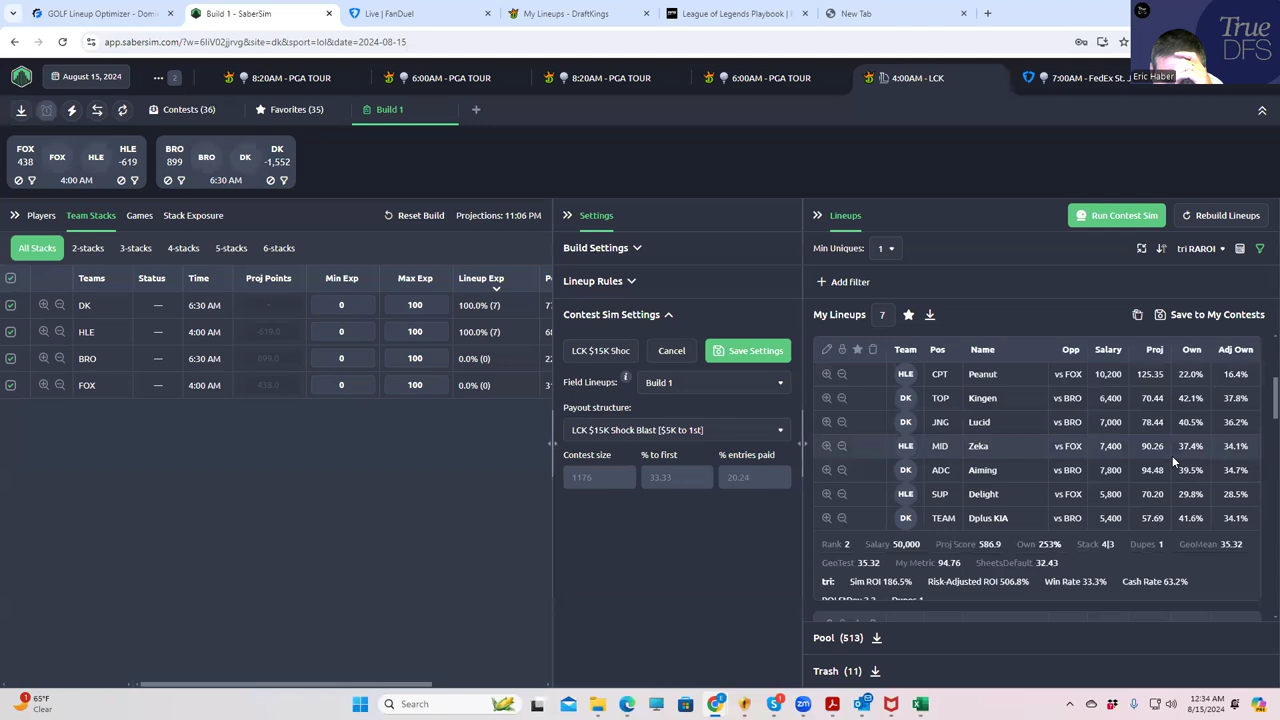 GOLF Lineup Optimizer - Domi
Build 1 - SaberSim
Live | FanDuel
My Lineups - DraftKings
League of Legends Playbook | F
New Tab
app.sabersim.com/?w=6IiV02jjrvg&site=dk&sport=lol&date=2024-08-15
True
DFS
Eric Haber
August 15, 2024
2
8:20AM - PGA TOUR
6:00AM - PGA TOUR
8:20AM - PGA TOUR
6:00AM - PGA TOUR
4:00AM - LCK
7:00AM - FedEx St. J
Contests (36)
Favorites (35)
Build 1
FOX HLE
438 FOX HLE -619
4:00 AM
BRO DK
899 BRO DK -1,552
6:30 AM
Players Team Stacks Games Stack Exposure
Reset Build Projections: 11:06 PM
All Stacks 2-stacks 3-stacks 4-stacks 5-stacks 6-stacks
Teams Status Time Proj Points Min Exp Max Exp Lineup Exp
DK — 6:30 AM - 0 100 100.0% (7)
HLE — 4:00 AM -619.0 0 100 100.0% (7)
BRO — 6:30 AM 899.0 0 100 0.0% (0)
FOX — 4:00 AM 438.0 0 100 0.0% (0)
Settings
Build Settings
Lineup Rules
Contest Sim Settings
LCK $15K Shoc Cancel Save Settings
Field Lineups: Build 1
Payout structure:
LCK $15K Shock Blast [$5K to 1st]
Contest size % to first % entries paid
1176 33.33 20.24
Lineups
Run Contest Sim Rebuild Lineups
Min Uniques: 1 tri RAROI
Add filter
My Lineups 7 Save to My Contests
Team Pos Name Opp Salary Proj Own Adj Own
HLE CPT Peanut vs FOX 10,200 125.35 22.0% 16.4%
DK TOP Kingen vs BRO 6,400 70.44 42.1% 37.8%
DK JNG Lucid vs BRO 7,000 78.44 40.5% 36.2%
HLE MID Zeka vs FOX 7,400 90.26 37.4% 34.1%
DK ADC Aiming vs BRO 7,800 94.48 39.5% 34.7%
HLE SUP Delight vs FOX 5,800 70.20 29.8% 28.5%
DK TEAM Dplus KIA vs BRO 5,400 57.69 41.6% 34.1%
Rank 2 Salary 50,000 Proj Score 586.9 Own 253% Stack 4|3 Dupes 1 GeoMean 35.32
GeoTest 35.32 My Metric 94.76 SheetsDefault 32.43
tri: Sim ROI 186.5% Risk-Adjusted ROI 506.8% Win Rate 33.3% Cash Rate 63.2%
Pool (513)
Trash (11)
65°F
Cloudy
Search
12:34 AM
8/15/2024